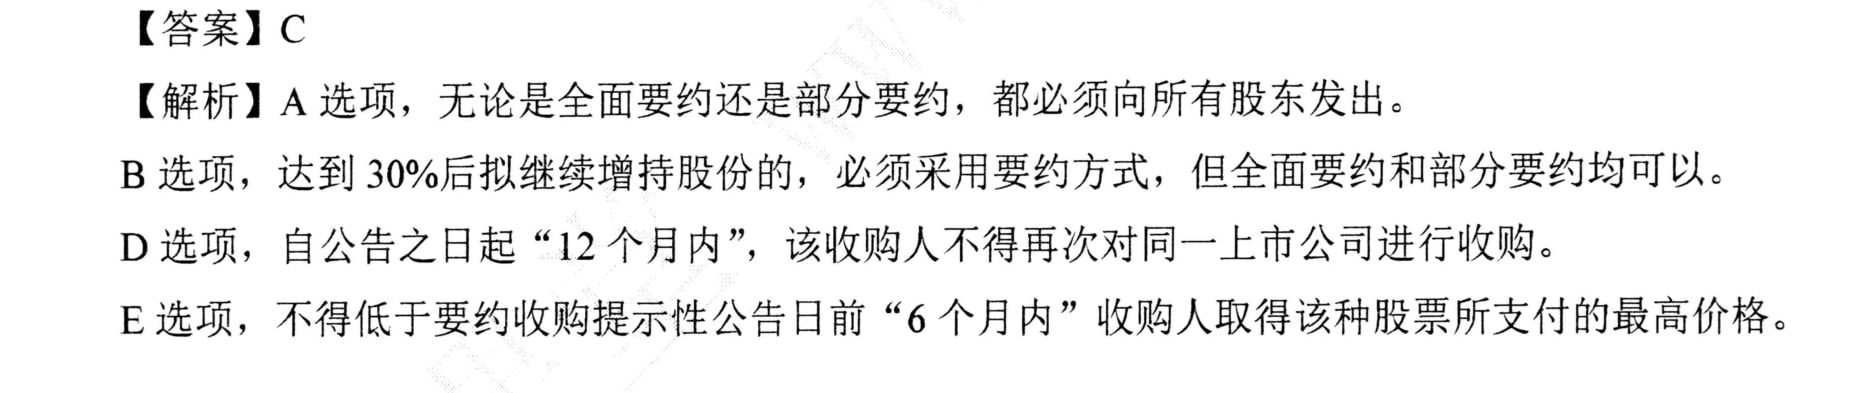 【答案】C
【解析】A 选项，无论是全面要约还是部分要约，都必须向所有股东发出。
B 选项，达到 30%后拟继续增持股份的，必须采用要约方式，但全面要约和部分要约均可以。
D 选项，自公告之日起“12 个月内”，该收购人不得再次对同一上市公司进行收购。
E 选项，不得低于要约收购提示性公告日前“6 个月内”收购人取得该种股票所支付的最高价格。